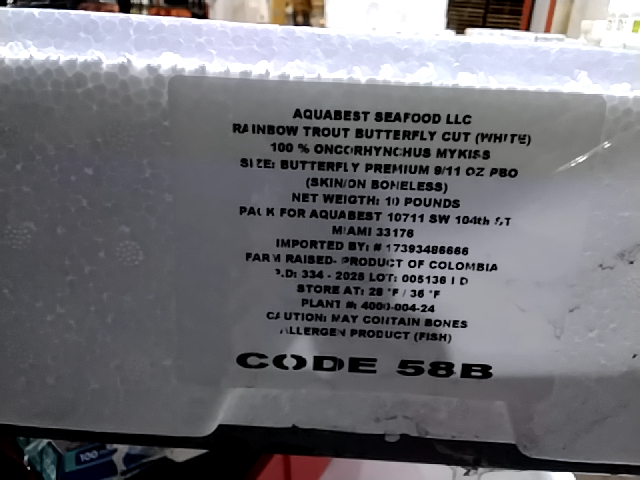 AQUABEST SEAFOOD LLC
RAINBOW TROUT BUTTERFLY CUT (WHITE)
100 % ONCORHYNCHUS MYKISS
SIZE: BUTTERFLY PREMIUM 9/11 OZ PBO
(SKIN/ON BONELESS)
NET WEIGTH: 10 POUNDS
PACK FOR AQUABEST 10711 SW 104th ST
MIAMI 33176
IMPORTED BY: # 17393486666
FARM RAISED- PRODUCT OF COLOMBIA
P.D: 334 - 2025 LOT: 005136
STORE AT: 28 °F / 36 °F
PLANT #: 4000-004-24
CAUTION: MAY CONTAIN BONES
ALLERGEN PRODUCT (FISH)
CODE 58B
100